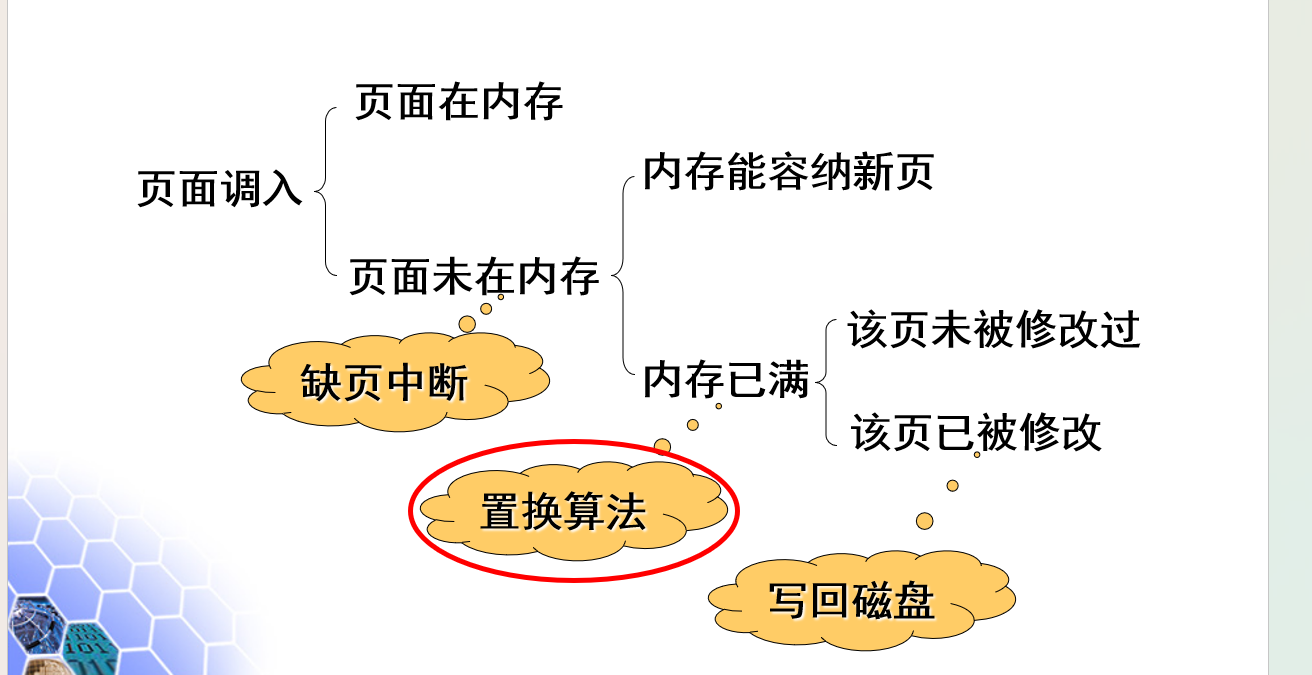 页面在内存
内存能容纳新页
页面调入
页面未在内存
该页未被修改过
缺页中断
内存已满
该页已被修改
置换算法
写回磁盘